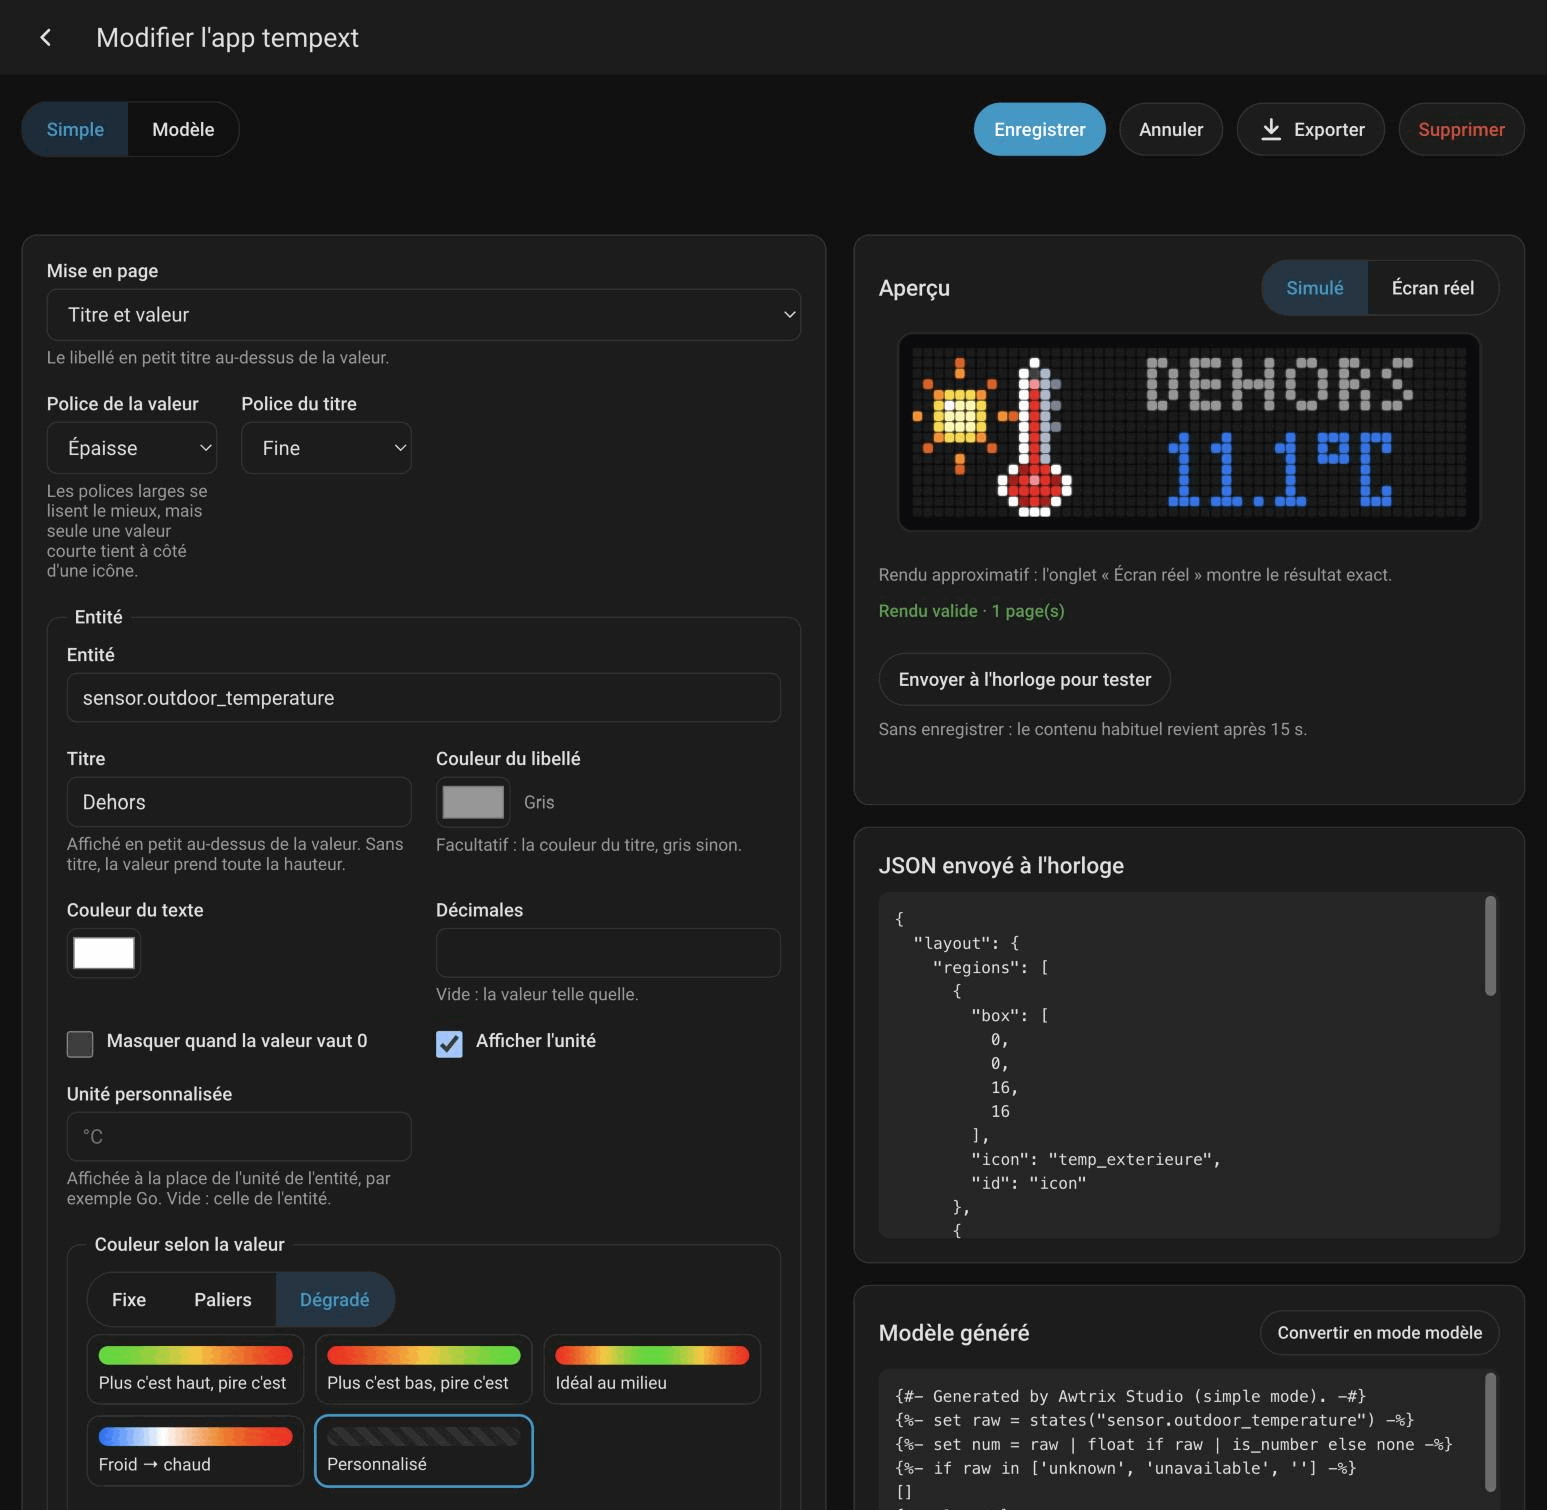 Modifier l'app tempext
Simple
Modèle
Enregistrer
Annuler
Exporter
Supprimer
Mise en page
Titre et valeur
Le libellé en petit titre au-dessus de la valeur.
Police de la valeur
Police du titre
Épaisse
Fine
Les polices larges se
lisent le mieux, mais
seule une valeur
courte tient à côté
d'une icône.
Entité
Entité
sensor.outdoor_temperature
Titre
Couleur du libellé
Dehors
Gris
Affiché en petit au-dessus de la valeur. Sans
titre, la valeur prend toute la hauteur.
Facultatif : la couleur du titre, gris sinon.
Couleur du texte
Décimales
Vide : la valeur telle quelle.
Masquer quand la valeur vaut 0
Afficher l'unité
Unité personnalisée
°C
Affichée à la place de l'unité de l'entité, par
exemple Go. Vide : celle de l'entité.
Couleur selon la valeur
Fixe
Paliers
Dégradé
Plus c'est haut, pire c'est
Plus c'est bas, pire c'est
Idéal au milieu
Froid → chaud
Personnalisé
Aperçu
Simulé
Écran réel
DEHORS
11.1°C
Rendu approximatif : l'onglet « Écran réel » montre le résultat exact.
Rendu valide · 1 page(s)
Envoyer à l'horloge pour tester
Sans enregistrer : le contenu habituel revient après 15 s.
JSON envoyé à l'horloge
{
"layout": {
"regions": [
{
"box": [
0,
0,
16,
16
],
"icon": "temp_exterieure",
"id": "icon"
},
{
Modèle généré
Convertir en mode modèle
{#- Generated by Awtrix Studio (simple mode). -#}
{%- set raw = states("sensor.outdoor_temperature") -%}
{%- set num = raw | float if raw | is_number else none -%}
{%- if raw in ['unknown', 'unavailable', ''] -%}
[]